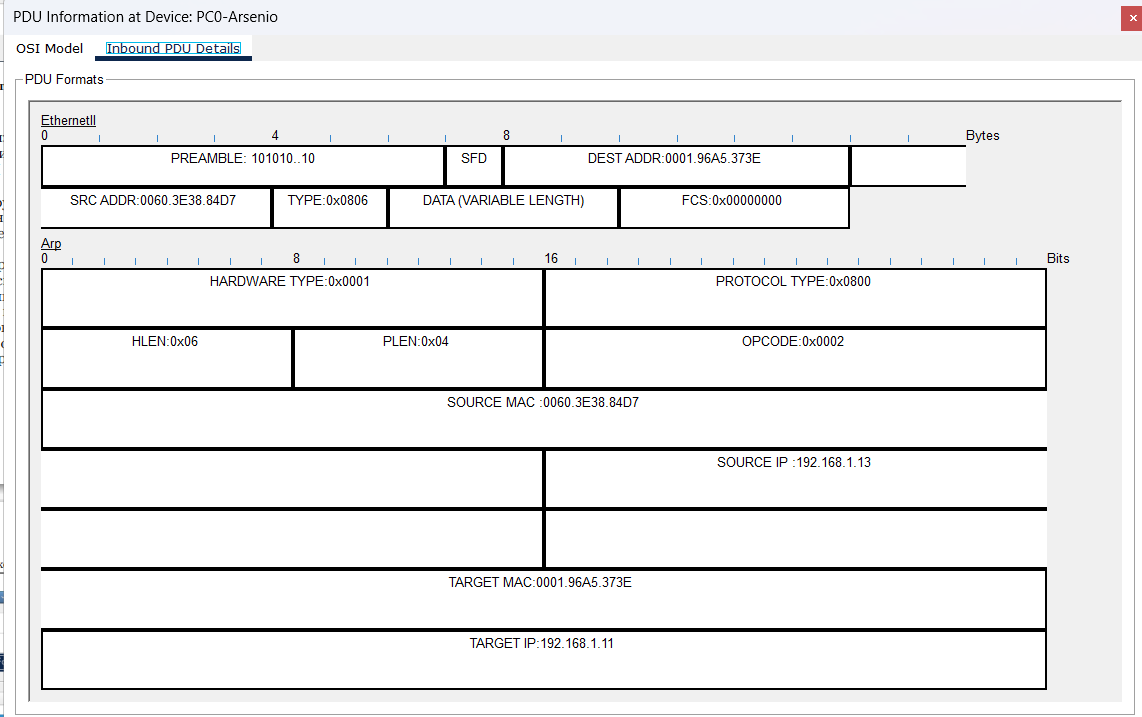 PDU Information at Device: PC0-Arsenio
OSI Model Inbound PDU Details
PDU Formats
EthernetII
0 4 8 Bytes
PREAMBLE: 101010..10 SFD DEST ADDR:0001.96A5.373E
SRC ADDR:0060.3E38.84D7 TYPE:0x0806 DATA (VARIABLE LENGTH) FCS:0x00000000
Arp
0 8 16 Bits
HARDWARE TYPE:0x0001 PROTOCOL TYPE:0x0800
HLEN:0x06 PLEN:0x04 OPCODE:0x0002
SOURCE MAC :0060.3E38.84D7
SOURCE IP :192.168.1.13
TARGET MAC:0001.96A5.373E
TARGET IP:192.168.1.11